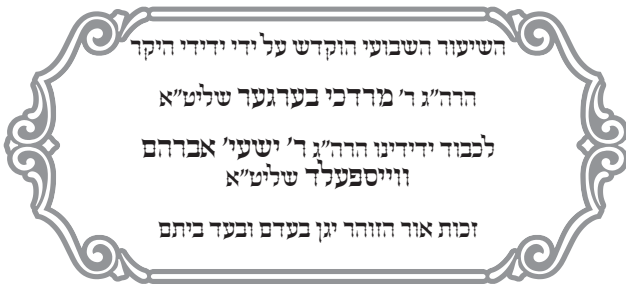 השיעור השבועי הוקדש על ידי ידידי היקר
הרה״ג ר׳ מרדכי בערגער שליט״א
לכבוד ידידינו הרה״ג ר׳ ישעי׳ אברהם
ווייספעלד שליט״א
זכות אור הזוהר יגן בעדם ובעד ביתם